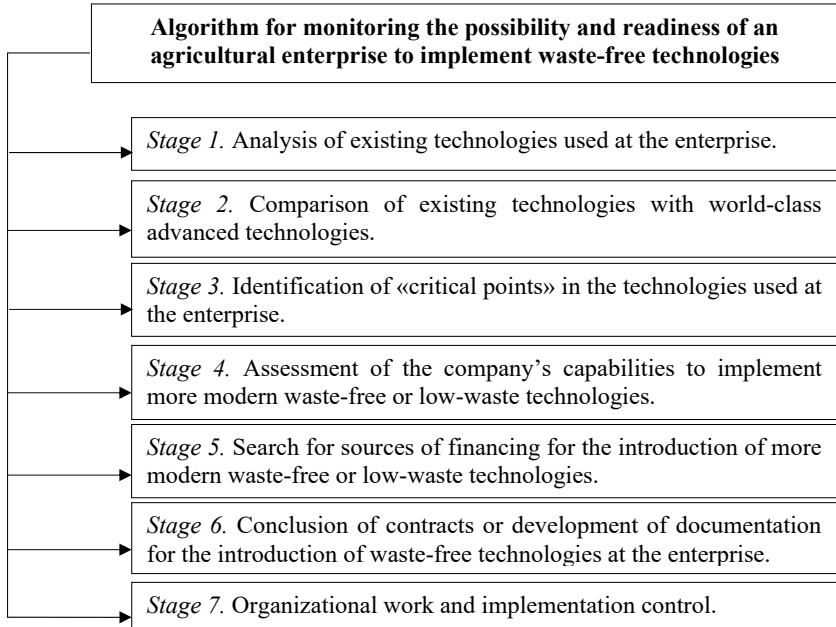 Algorithm for monitoring the possibility and readiness of an
agricultural enterprise to implement waste-free technologies
Stage 1. Analysis of existing technologies used at the enterprise.
Stage 2. Comparison of existing technologies with world-class
advanced technologies.
Stage 3. Identification of «critical points» in the technologies used at
the enterprise.
Stage 4. Assessment of the company’s capabilities to implement
more modern waste-free or low-waste technologies.
Stage 5. Search for sources of financing for the introduction of more
modern waste-free or low-waste technologies.
Stage 6. Conclusion of contracts or development of documentation
for the introduction of waste-free technologies at the enterprise.
Stage 7. Organizational work and implementation control.